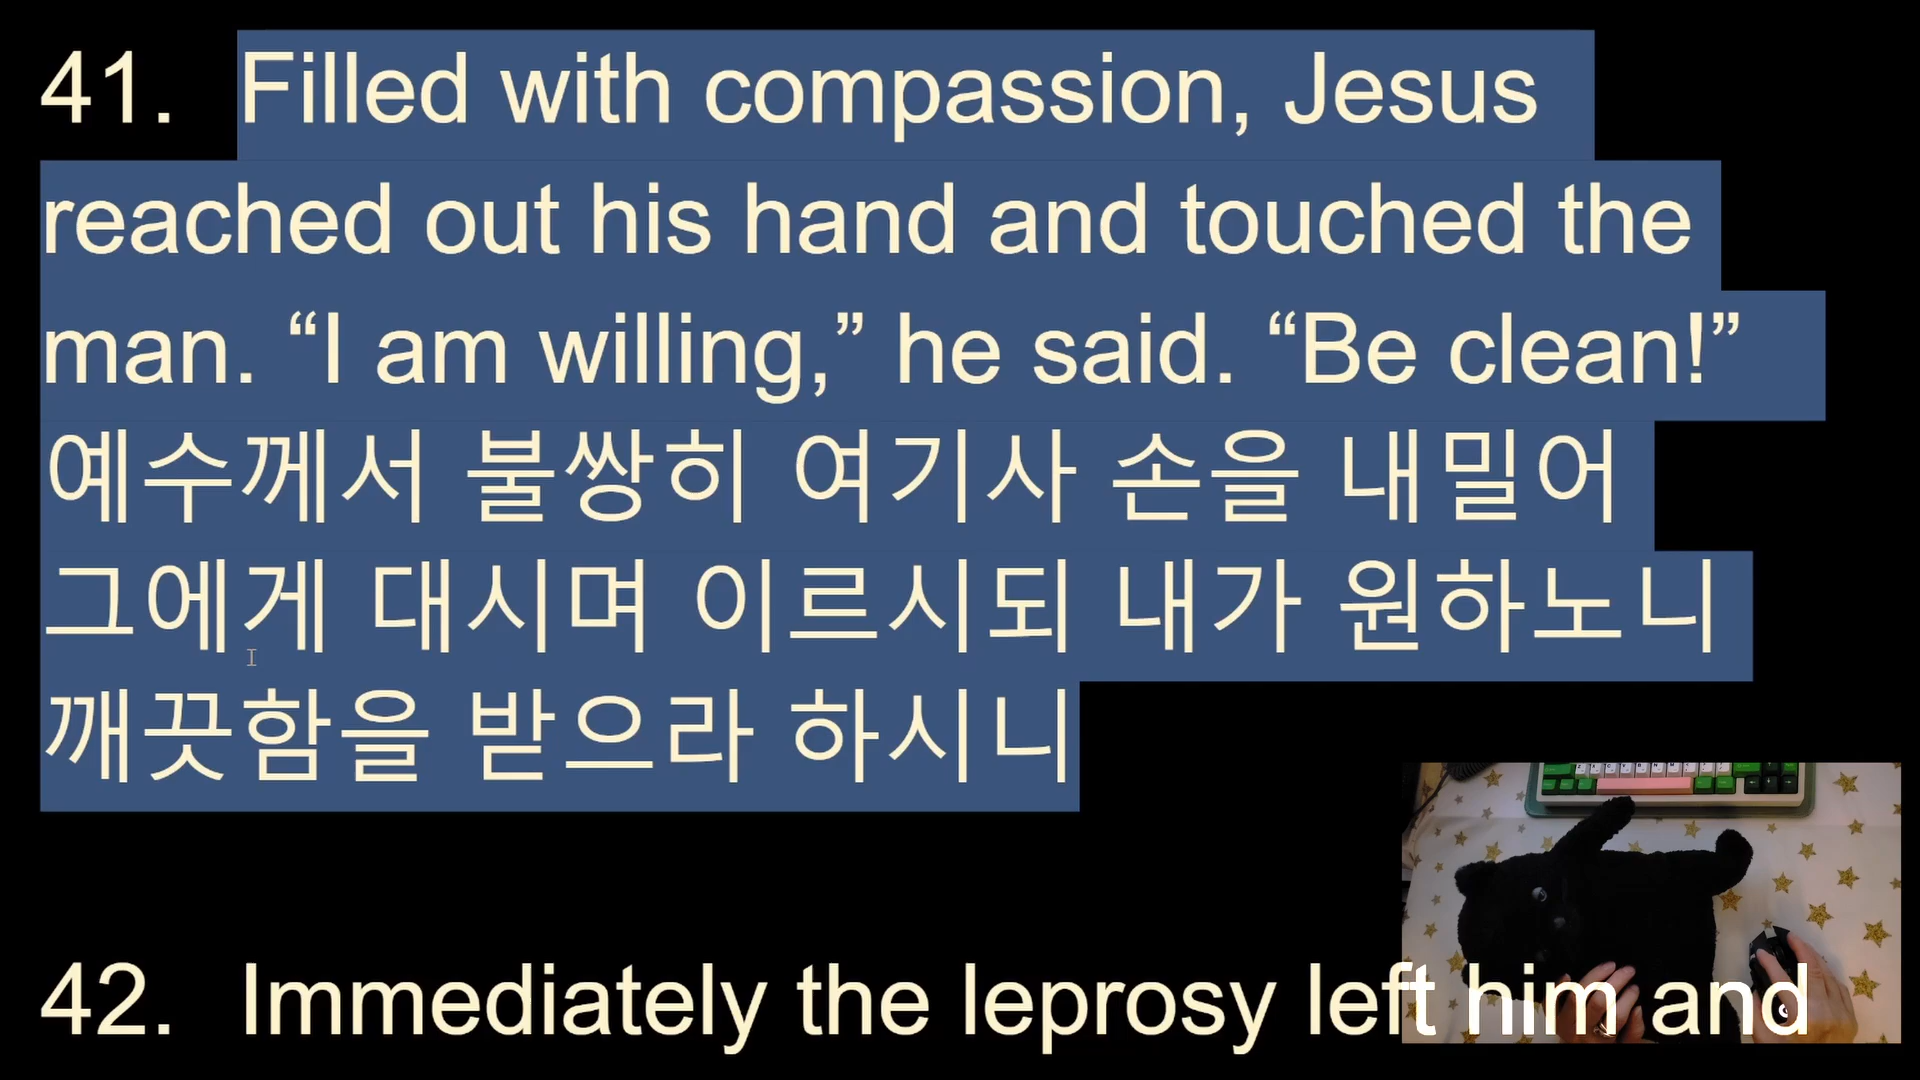 41. Filled with compassion, Jesus
reached out his hand and touched the
man. “I am willing,” he said. “Be clean!”
예수께서 불쌍히 여기사 손을 내밀어
그에게 대시며 이르시되 내가 원하노니
깨끗함을 받으라 하시니
42. Immediately the leprosy left him and